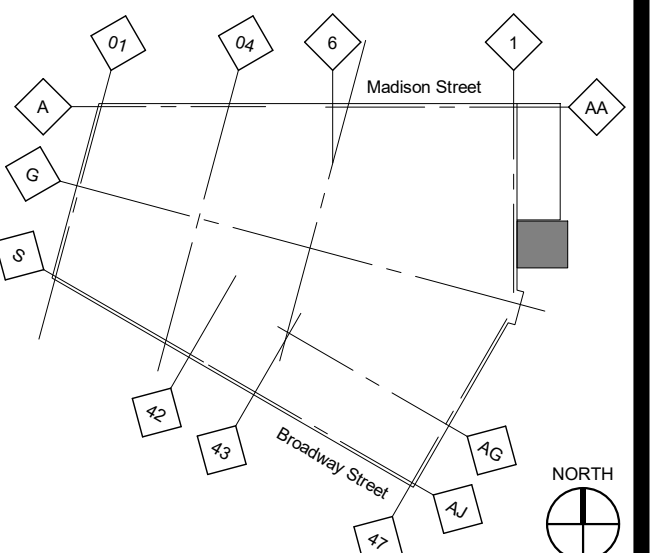 01
04
6
1
Madison Street
A
AA
G
S
42
43
Broadway Street
AG
AJ
47
NORTH